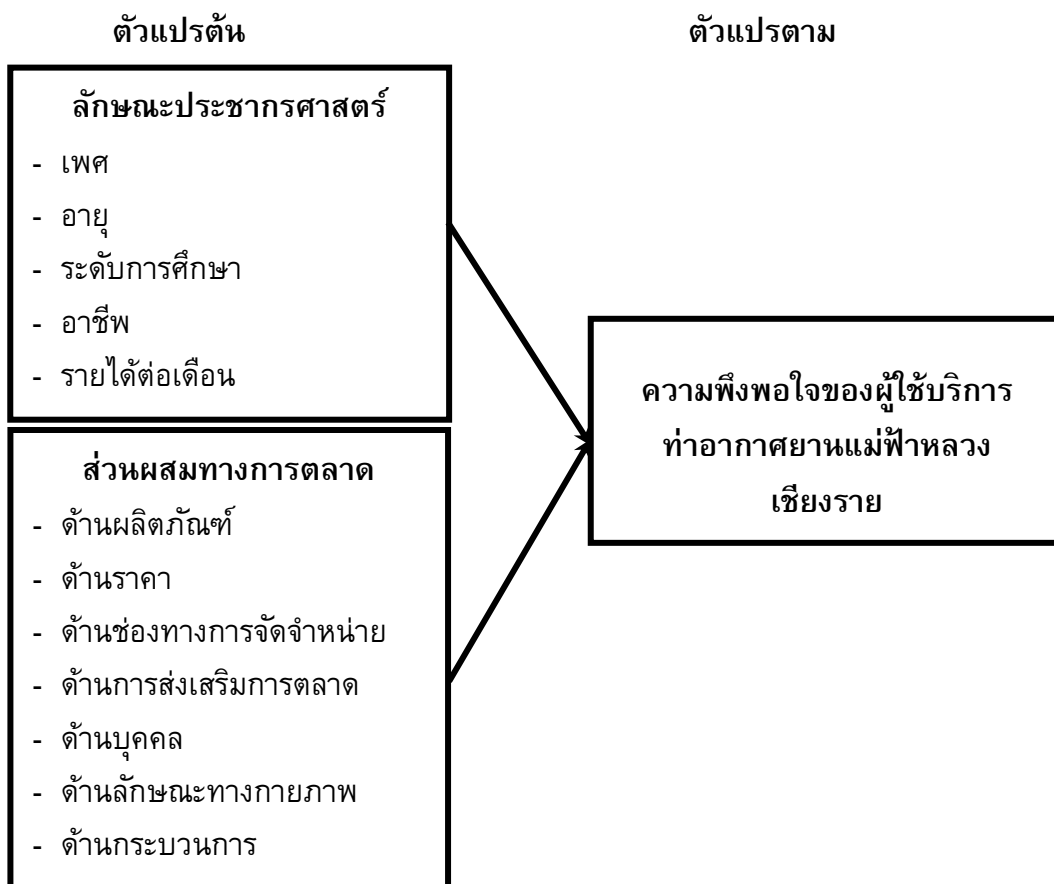 ตัวแปรต้น
ตัวแปรตาม
ลักษณะประชากรศาสตร์
- เพศ
- อายุ
- ระดับการศึกษา
- อาชีพ
- รายได้ต่อเดือน
ส่วนผสมทางการตลาด
- ด้านผลิตภัณฑ์
- ด้านราคา
- ด้านช่องทางการจัดจำหน่าย
- ด้านการส่งเสริมการตลาด
- ด้านบุคคล
- ด้านลักษณะทางกายภาพ
- ด้านกระบวนการ
ความพึงพอใจของผู้ใช้บริการ
ท่าอากาศยานแม่ฟ้าหลวง
เชียงราย